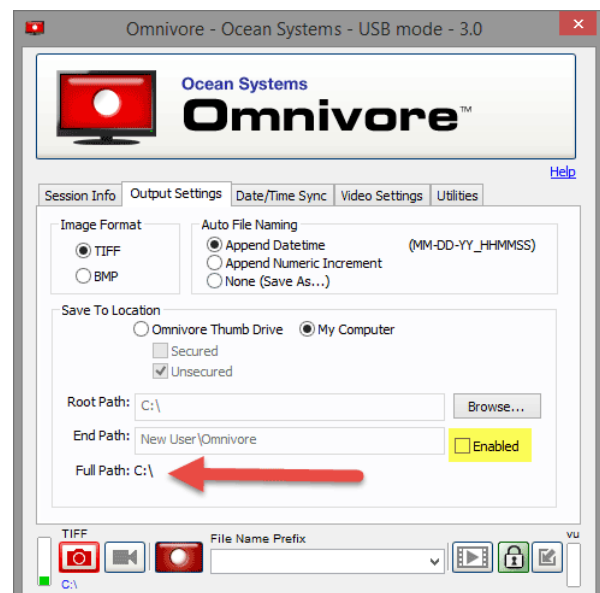 Omnivore - Ocean Systems - USB mode - 3.0
Ocean Systems
Omnivore™
Help
Session Info Output Settings Date/Time Sync Video Settings Utilities
Image Format Auto File Naming
TIFF Append Datetime (MM-DD-YY_HHMMSS)
Append Numeric Increment
BMP None (Save As...)
Save To Location
Omnivore Thumb Drive My Computer
Secured
Unsecured
Root Path: C:\ Browse...
End Path: New User\Omnivore Enabled
Full Path: C:\
TIFF File Name Prefix vu
C:\